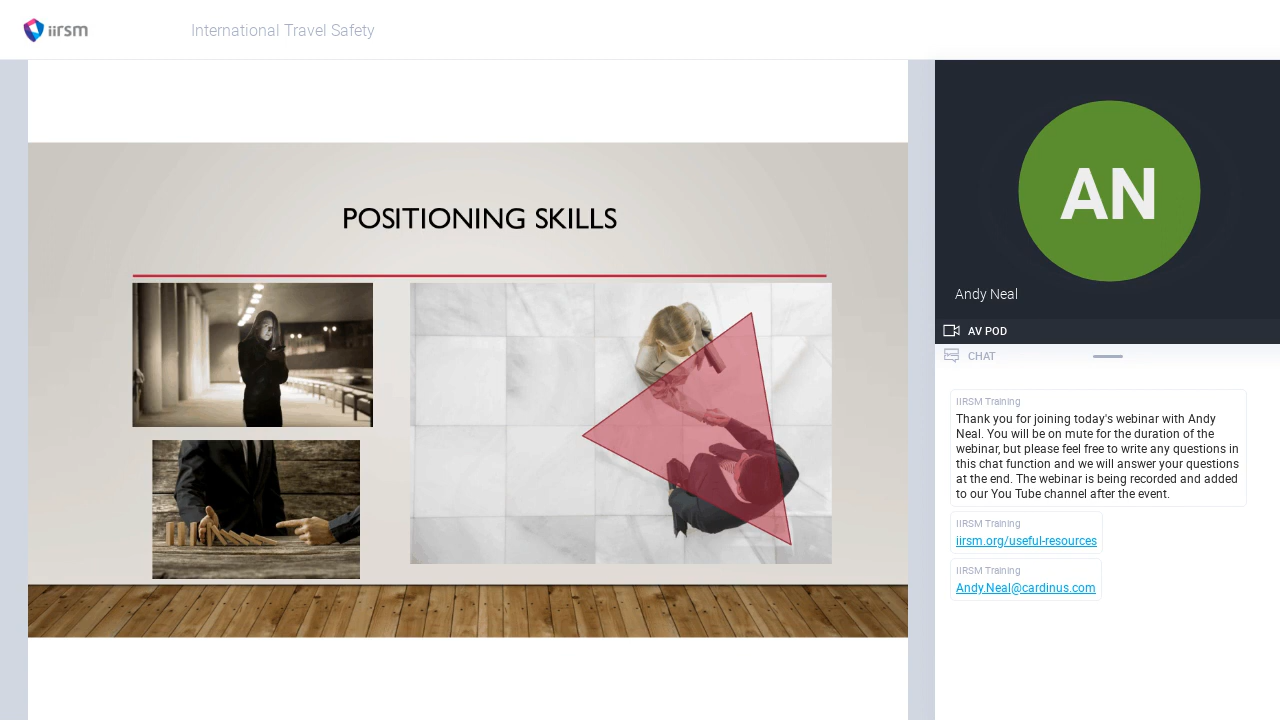 iirsm
International Travel Safety
POSITIONING SKILLS
AN
Andy Neal
AV POD
CHAT
IIRSM Training
Thank you for joining today's webinar with Andy
Neal. You will be on mute for the duration of the
webinar, but please feel free to write any questions in
this chat function and we will answer your questions
at the end. The webinar is being recorded and added
to our You Tube channel after the event.
IIRSM Training
iirsm.org/useful-resources
IIRSM Training
Andy.Neal@cardinus.com